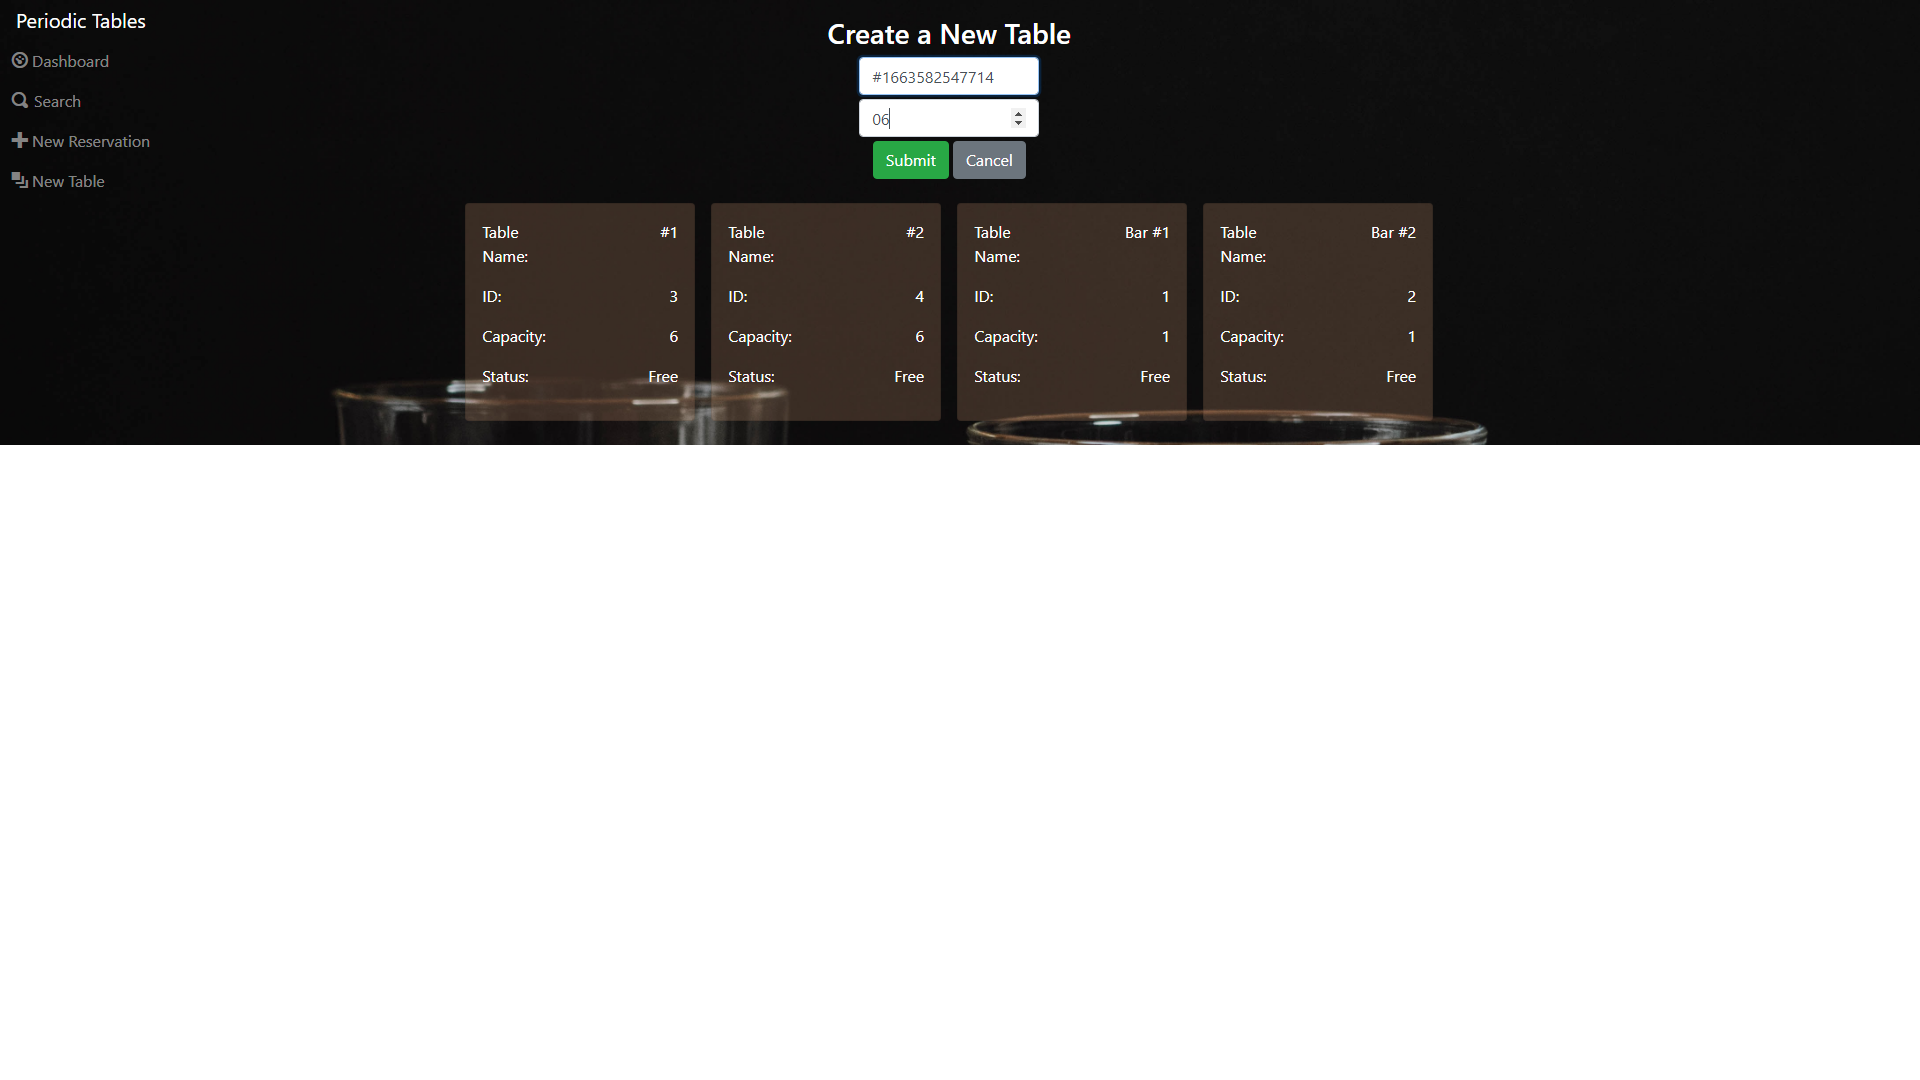 Periodic Tables
Dashboard
Search
New Reservation
New Table
Create a New Table
#1663582547714
06
Submit Cancel
Table Name: #1
ID: 3
Capacity: 6
Status: Free
Table Name: #2
ID: 4
Capacity: 6
Status: Free
Table Name: Bar #1
ID: 1
Capacity: 1
Status: Free
Table Name: Bar #2
ID: 2
Capacity: 1
Status: Free